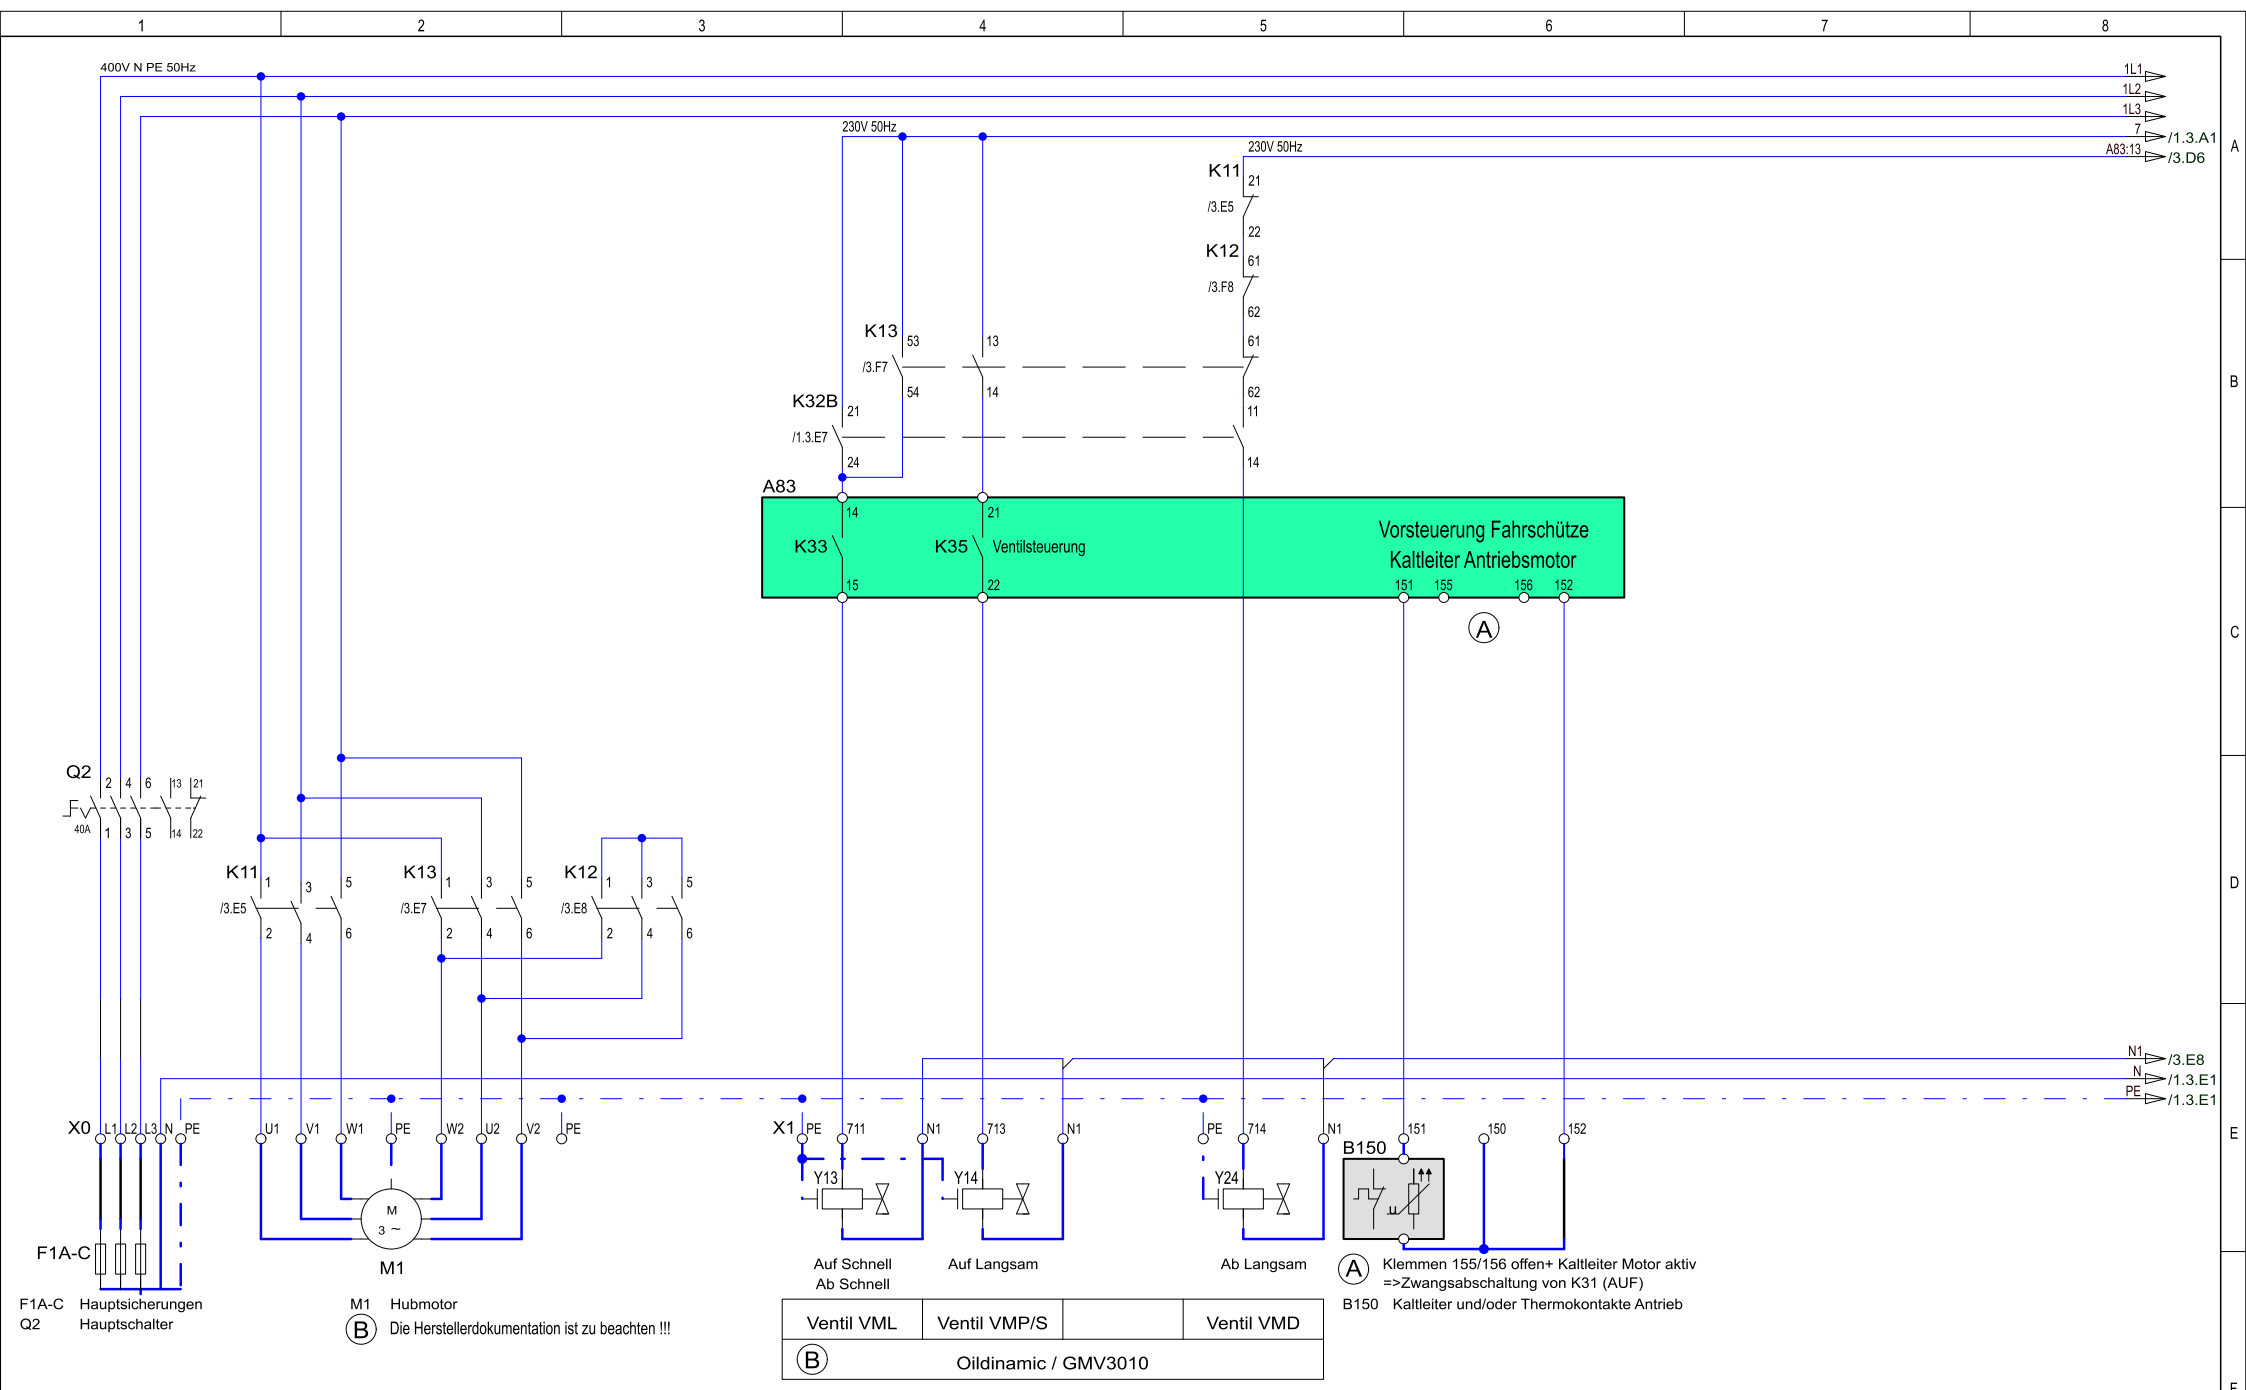 1 2 3 4 5 6 7 8
400V N PE 50Hz
1L1
1L2
1L3
230V 50Hz
7
/1.3.A1
230V 50Hz
A83:13
/3.D6
A
K11
21
/3.E5
22
K12
61
/3.F8
62
K13
53
13
61
/3.F7
54
14
62
B
K32B
21
11
/1.3.E7
24
14
A83
14
21
K33
K35
Ventilsteuerung
15
22
Vorsteuerung Fahrschütze
Kaltleiter Antriebsmotor
151 155 156 152
A
C
Q2
2 4 6 13 21
40A
1 3 5 14 22
K11
1 3 5
/3.E5
2 4 6
K13
1 3 5
/3.E7
2 4 6
K12
1 3 5
/3.E8
2 4 6
D
N1
/3.E8
N
/1.3.E1
PE
/1.3.E1
X0 L1 L2 L3 N PE U1 V1 W1 PE W2 U2 V2 PE
X1 PE 711 N1 713 N1 PE 714 N1 151 150 152
E
B150
Y13
Y14
Y24
u
M
3 ~
F1A-C
M1
Auf Schnell
Ab Schnell
Auf Langsam
Ab Langsam
A Klemmen 155/156 offen+ Kaltleiter Motor aktiv
=>Zwangsabschaltung von K31 (AUF)
B150 Kaltleiter und/oder Thermokontakte Antrieb
F1A-C Hauptsicherungen
Q2 Hauptschalter
M1 Hubmotor
B Die Herstellerdokumentation ist zu beachten !!!
Ventil VML Ventil VMP/S Ventil VMD
B Oildinamic / GMV3010